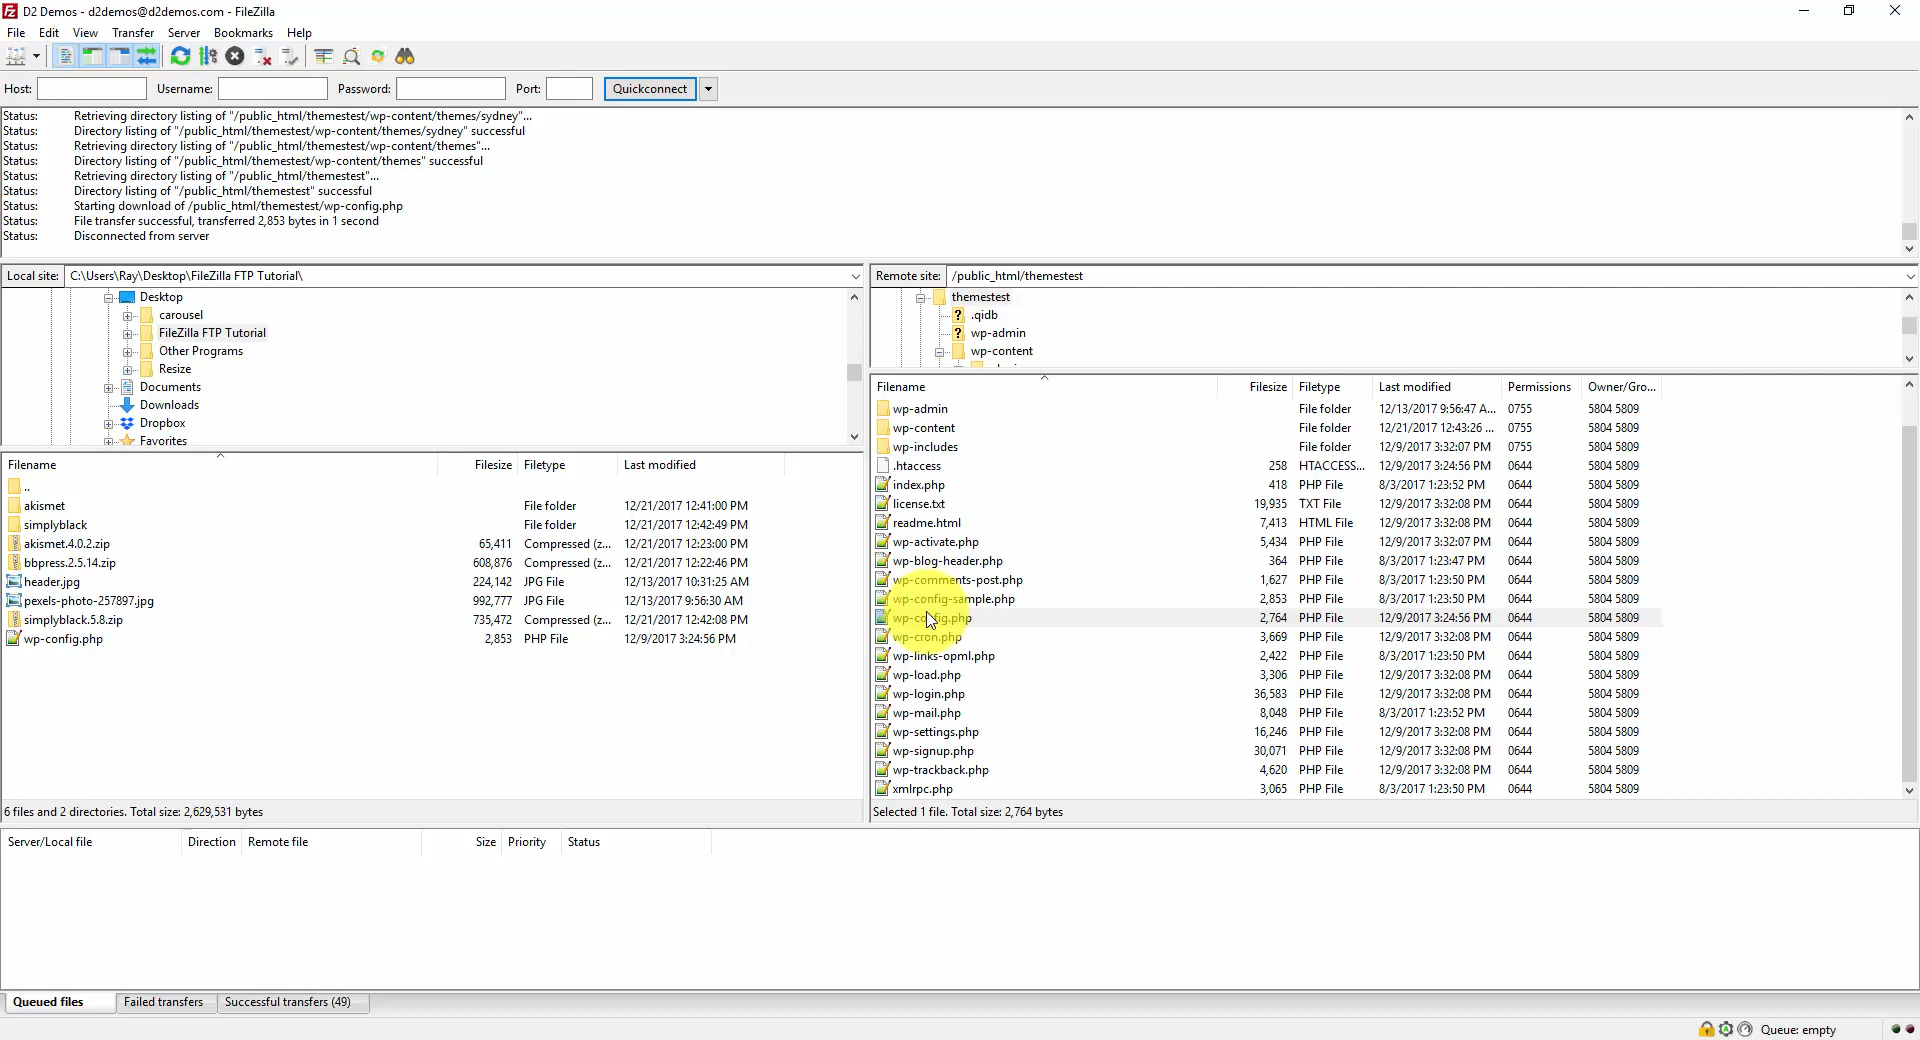 D2 Demos - d2demos@d2demos.com - FileZilla
File Edit View Transfer Server Bookmarks Help
Host: Username: Password: Port: Quickconnect
Status: Retrieving directory listing of "/public_html/themestest/wp-content/themes/sydney"...
Status: Directory listing of "/public_html/themestest/wp-content/themes/sydney" successful
Status: Retrieving directory listing of "/public_html/themestest/wp-content/themes"...
Status: Directory listing of "/public_html/themestest/wp-content/themes" successful
Status: Retrieving directory listing of "/public_html/themestest"...
Status: Directory listing of "/public_html/themestest" successful
Status: Starting download of /public_html/themestest/wp-config.php
Status: File transfer successful, transferred 2,853 bytes in 1 second
Status: Disconnected from server
Local site: C:\Users\Ray\Desktop\FileZilla FTP Tutorial\
Desktop
carousel
FileZilla FTP Tutorial
Other Programs
Resize
Documents
Downloads
Dropbox
Favorites
Filename Filesize Filetype Last modified
..
akismet File folder 12/21/2017 12:41:00 PM
simplyblack File folder 12/21/2017 12:42:49 PM
akismet.4.0.2.zip 65,411 Compressed (z... 12/21/2017 12:23:00 PM
bbpress.2.5.14.zip 608,876 Compressed (z... 12/21/2017 12:22:46 PM
header.jpg 224,142 JPG File 12/13/2017 10:31:25 AM
pexels-photo-257897.jpg 992,777 JPG File 12/13/2017 9:56:30 AM
simplyblack.5.8.zip 735,472 Compressed (z... 12/21/2017 12:42:08 PM
wp-config.php 2,853 PHP File 12/9/2017 3:24:56 PM
6 files and 2 directories. Total size: 2,629,531 bytes
Remote site: /public_html/themestest
themestest
.qidb
wp-admin
wp-content
Filename Filesize Filetype Last modified Permissions Owner/Gro...
wp-admin File folder 12/13/2017 9:56:47 A... 0755 5804 5809
wp-content File folder 12/21/2017 12:43:26 ... 0755 5804 5809
wp-includes File folder 12/9/2017 3:32:07 PM 0755 5804 5809
.htaccess 258 HTACCESS... 12/9/2017 3:24:56 PM 0644 5804 5809
index.php 418 PHP File 8/3/2017 1:23:52 PM 0644 5804 5809
license.txt 19,935 TXT File 12/9/2017 3:32:08 PM 0644 5804 5809
readme.html 7,413 HTML File 12/9/2017 3:32:08 PM 0644 5804 5809
wp-activate.php 5,434 PHP File 12/9/2017 3:32:07 PM 0644 5804 5809
wp-blog-header.php 364 PHP File 8/3/2017 1:23:47 PM 0644 5804 5809
wp-comments-post.php 1,627 PHP File 8/3/2017 1:23:50 PM 0644 5804 5809
wp-config-sample.php 2,853 PHP File 8/3/2017 1:23:50 PM 0644 5804 5809
wp-config.php 2,764 PHP File 12/9/2017 3:24:56 PM 0644 5804 5809
wp-cron.php 3,669 PHP File 12/9/2017 3:32:08 PM 0644 5804 5809
wp-links-opml.php 2,422 PHP File 8/3/2017 1:23:50 PM 0644 5804 5809
wp-load.php 3,306 PHP File 12/9/2017 3:32:08 PM 0644 5804 5809
wp-login.php 36,583 PHP File 12/9/2017 3:32:08 PM 0644 5804 5809
wp-mail.php 8,048 PHP File 8/3/2017 1:23:52 PM 0644 5804 5809
wp-settings.php 16,246 PHP File 12/9/2017 3:32:08 PM 0644 5804 5809
wp-signup.php 30,071 PHP File 12/9/2017 3:32:08 PM 0644 5804 5809
wp-trackback.php 4,620 PHP File 12/9/2017 3:32:08 PM 0644 5804 5809
xmlrpc.php 3,065 PHP File 8/3/2017 1:23:50 PM 0644 5804 5809
Selected 1 file. Total size: 2,764 bytes
Server/Local file Direction Remote file Size Priority Status
Queued files Failed transfers Successful transfers (49)
Queue: empty